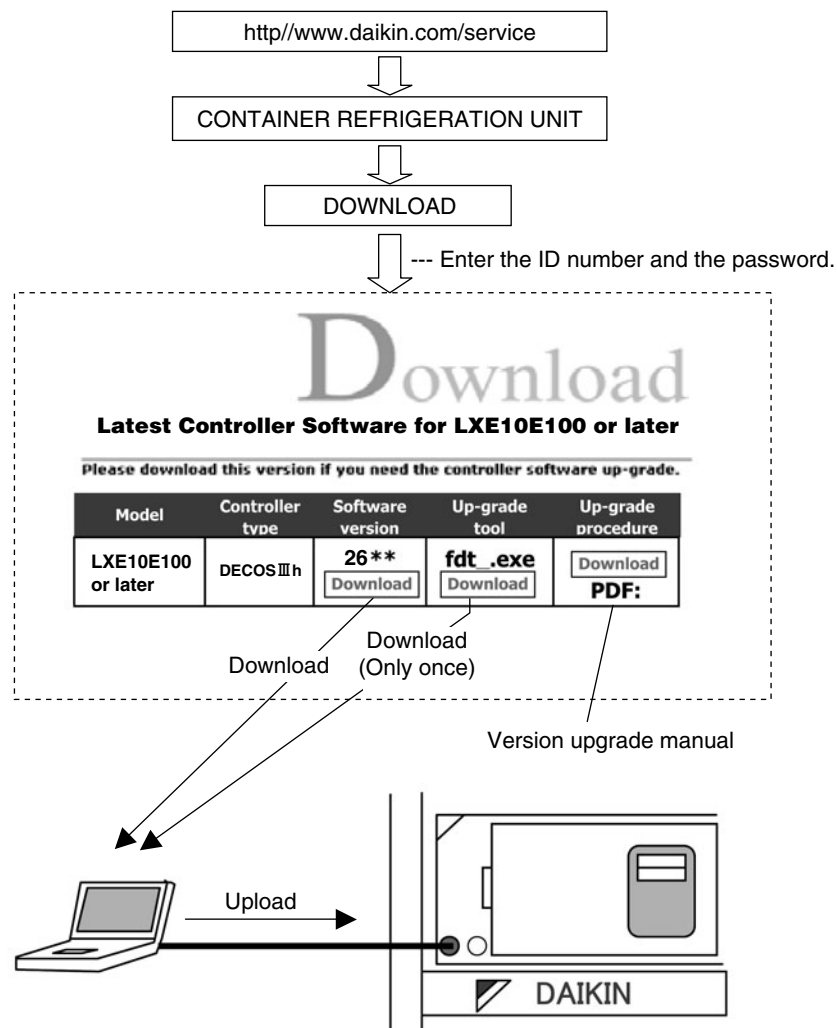 http//www.daikin.com/service
CONTAINER REFRIGERATION UNIT
DOWNLOAD
--- Enter the ID number and the password.
Download
Latest Controller Software for LXE10E100 or later
Please download this version if you need the controller software up-grade.
Model
Controller type
Software version
Up-grade tool
Up-grade procedure
LXE10E100 or later
DECOSⅢh
26**
Download
fdt_.exe
Download
Download
PDF:
Download
Download
(Only once)
Version upgrade manual
Upload
DAIKIN